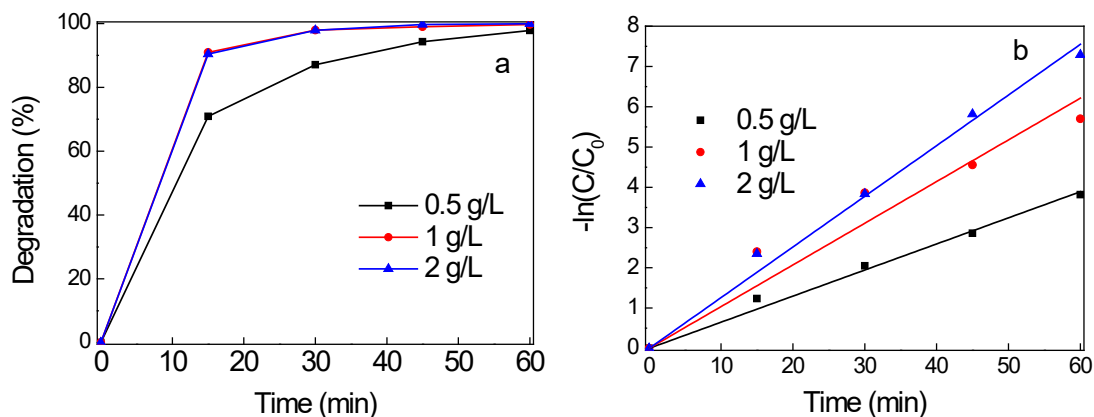 100
80
60
40
20
0
Degradation (%)
a
0.5 g/L
1 g/L
2 g/L
0 10 20 30 40 50 60
Time (min)
8
7
6
5
4
3
2
1
0
-ln(C/C₀)
b
0.5 g/L
1 g/L
2 g/L
0 10 20 30 40 50 60
Time (min)